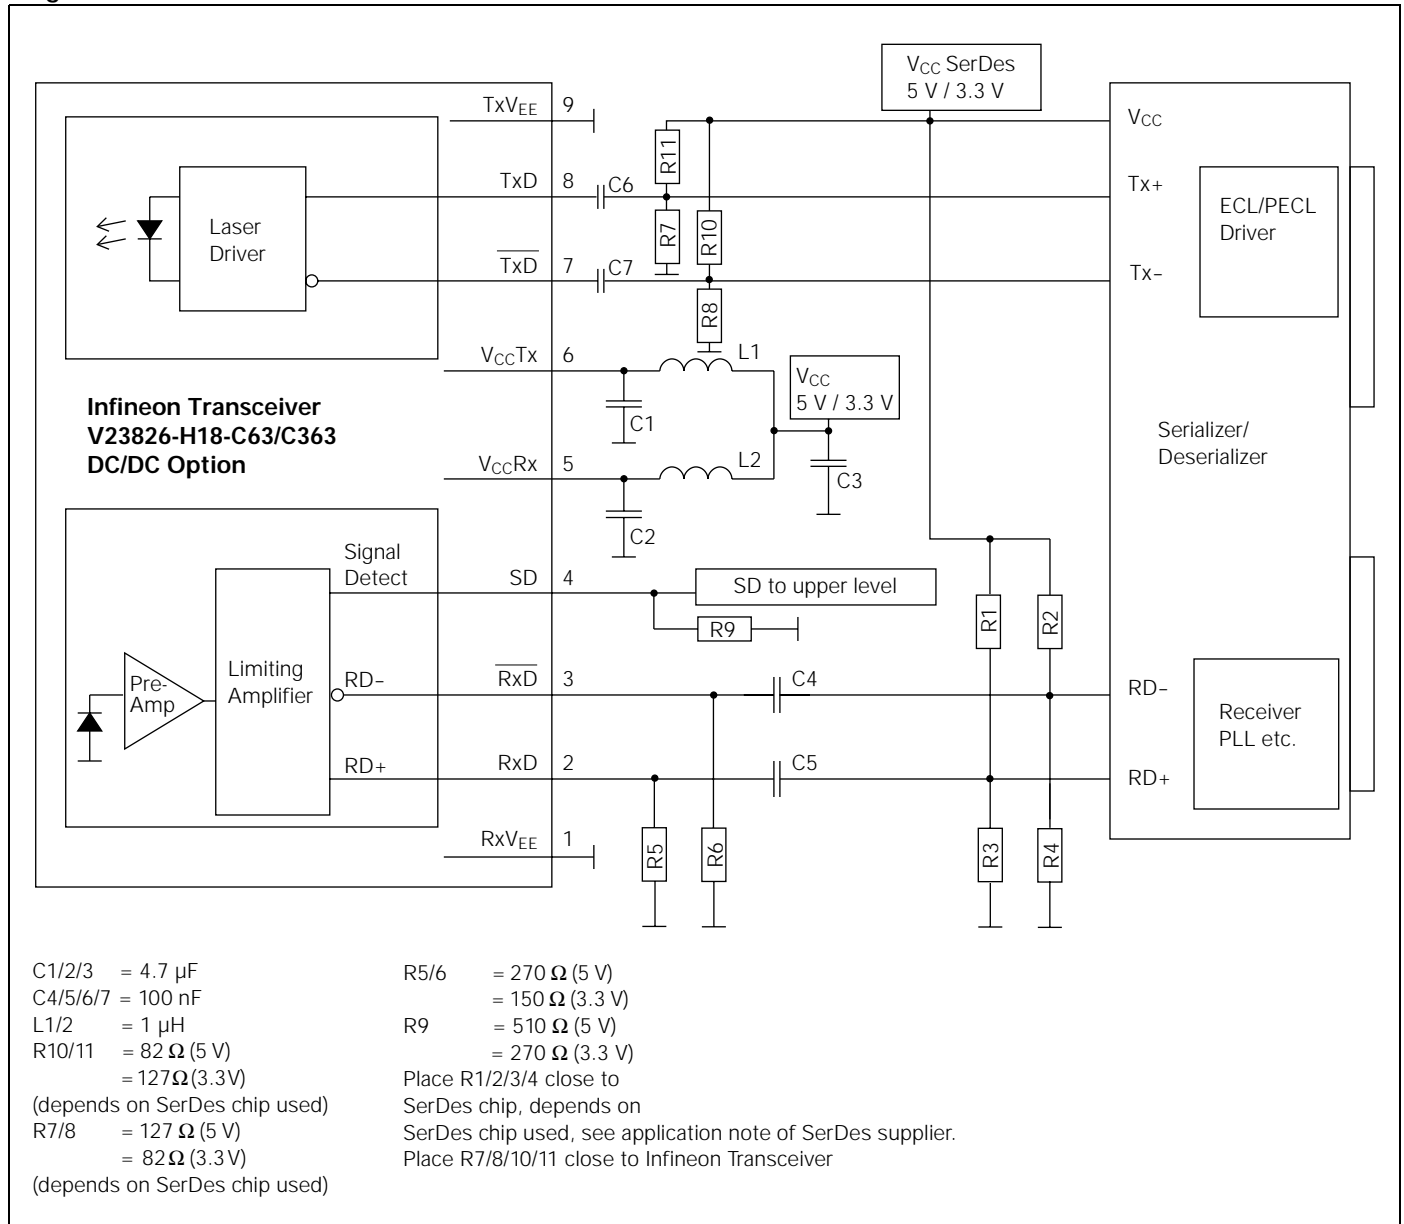 V_CC SerDes
5 V / 3.3 V
TxV_EE 9
V_CC
TxD 8
C6
R11
Tx+
Laser
Driver
R7
R10
ECL/PECL
Driver
T̅x̅D̅ 7
C7
Tx–
R8
V_CCTx 6
L1
V_CC
5 V / 3.3 V
C1
Infineon Transceiver
V23826-H18-C63/C363
DC/DC Option
Serializer/
Deserializer
V_CCRx 5
L2
C3
C2
Signal
Detect
SD 4
SD to upper level
R9
R1
R2
Pre-
Amp
Limiting
Amplifier
RD–
R̅x̅D̅ 3
C4
RD–
Receiver
PLL etc.
RD+
RxD 2
C5
RD+
RxV_EE 1
R5
R6
R3
R4
C1/2/3 = 4.7 µF
C4/5/6/7 = 100 nF
L1/2 = 1 µH
R10/11 = 82 Ω (5 V)
= 127Ω (3.3V)
(depends on SerDes chip used)
R7/8 = 127 Ω (5 V)
= 82Ω (3.3V)
(depends on SerDes chip used)
R5/6 = 270 Ω (5 V)
= 150 Ω (3.3 V)
R9 = 510 Ω (5 V)
= 270 Ω (3.3 V)
Place R1/2/3/4 close to
SerDes chip, depends on
SerDes chip used, see application note of SerDes supplier.
Place R7/8/10/11 close to Infineon Transceiver